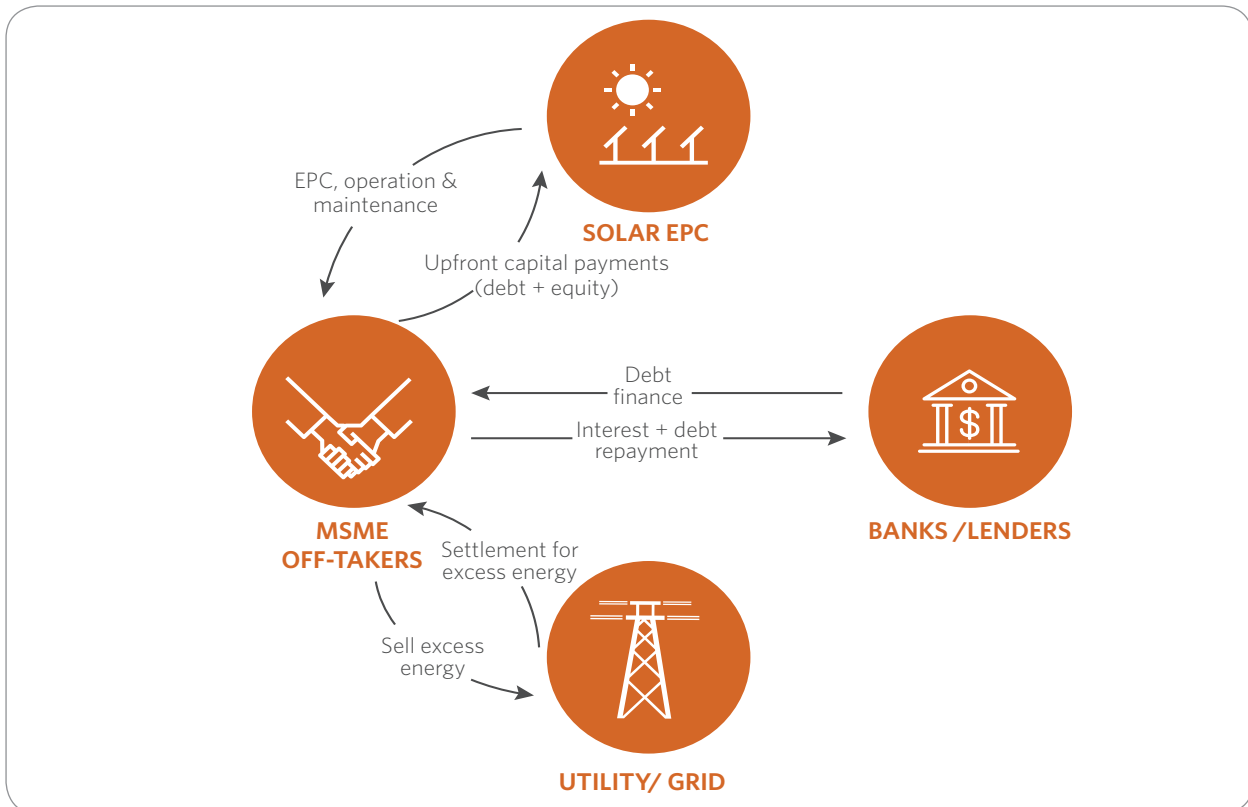 EPC, operation &
maintenance
SOLAR EPC
Upfront capital payments
(debt + equity)
Debt
finance
Interest + debt
repayment
$
MSME
OFF-TAKERS
BANKS /LENDERS
Settlement for
excess energy
Sell excess
energy
UTILITY/ GRID